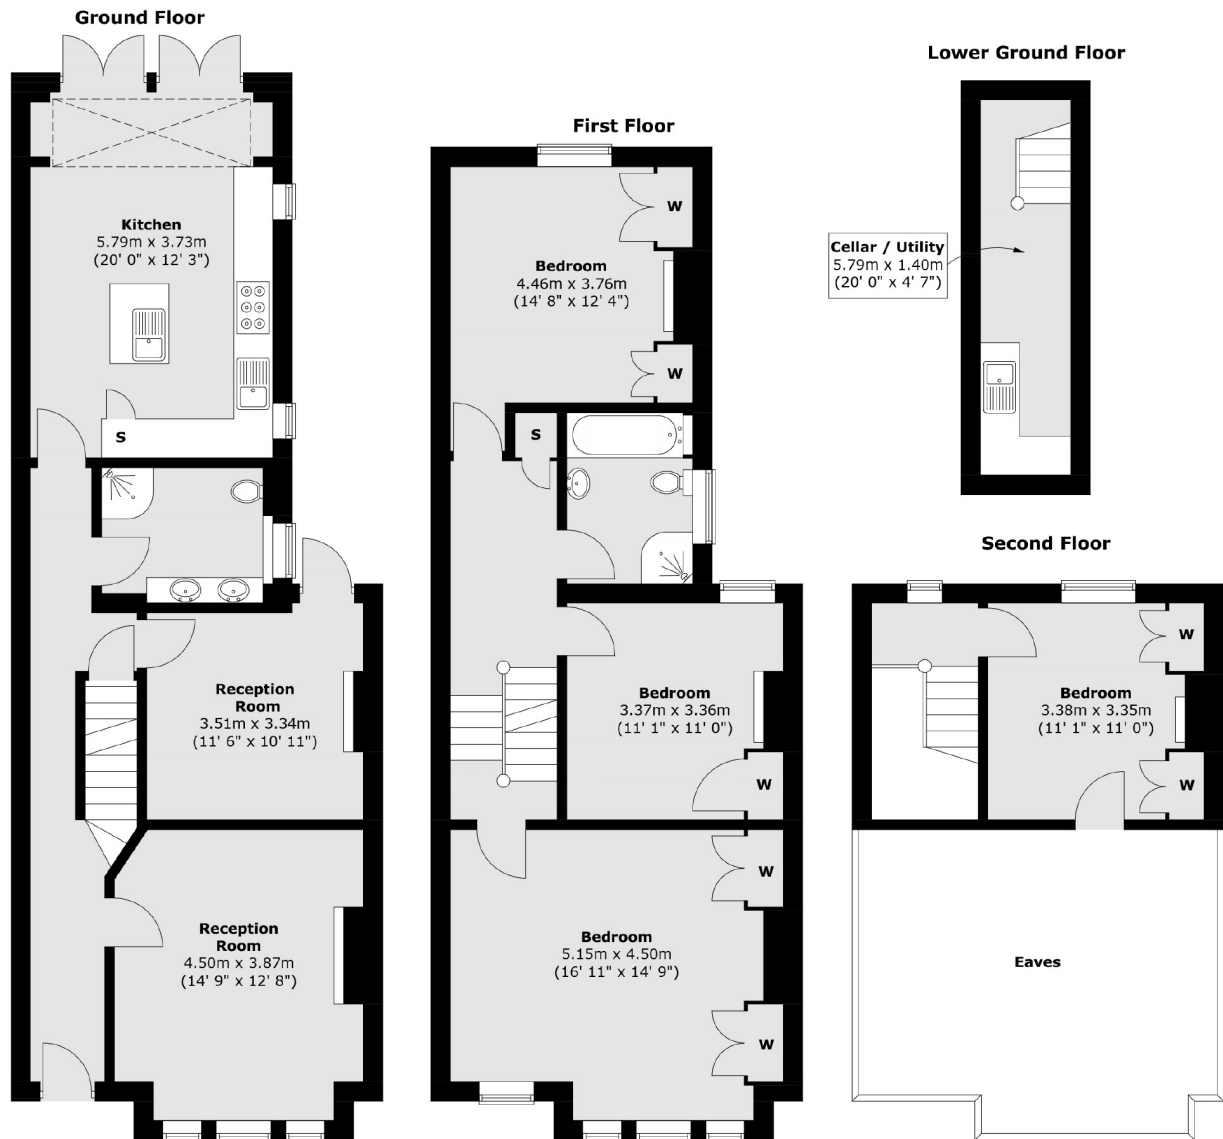 Ground Floor
Kitchen
5.79m x 3.73m
(20' 0" x 12' 3")
S
Reception
Room
3.51m x 3.34m
(11' 6" x 10' 11")
Reception
Room
4.50m x 3.87m
(14' 9" x 12' 8")
First Floor
W
Bedroom
4.46m x 3.76m
(14' 8" x 12' 4")
W
S
Bedroom
3.37m x 3.36m
(11' 1" x 11' 0")
W
W
Bedroom
5.15m x 4.50m
(16' 11" x 14' 9")
W
Lower Ground Floor
Cellar / Utility
5.79m x 1.40m
(20' 0" x 4' 7")
Second Floor
W
Bedroom
3.38m x 3.35m
(11' 1" x 11' 0")
W
Eaves